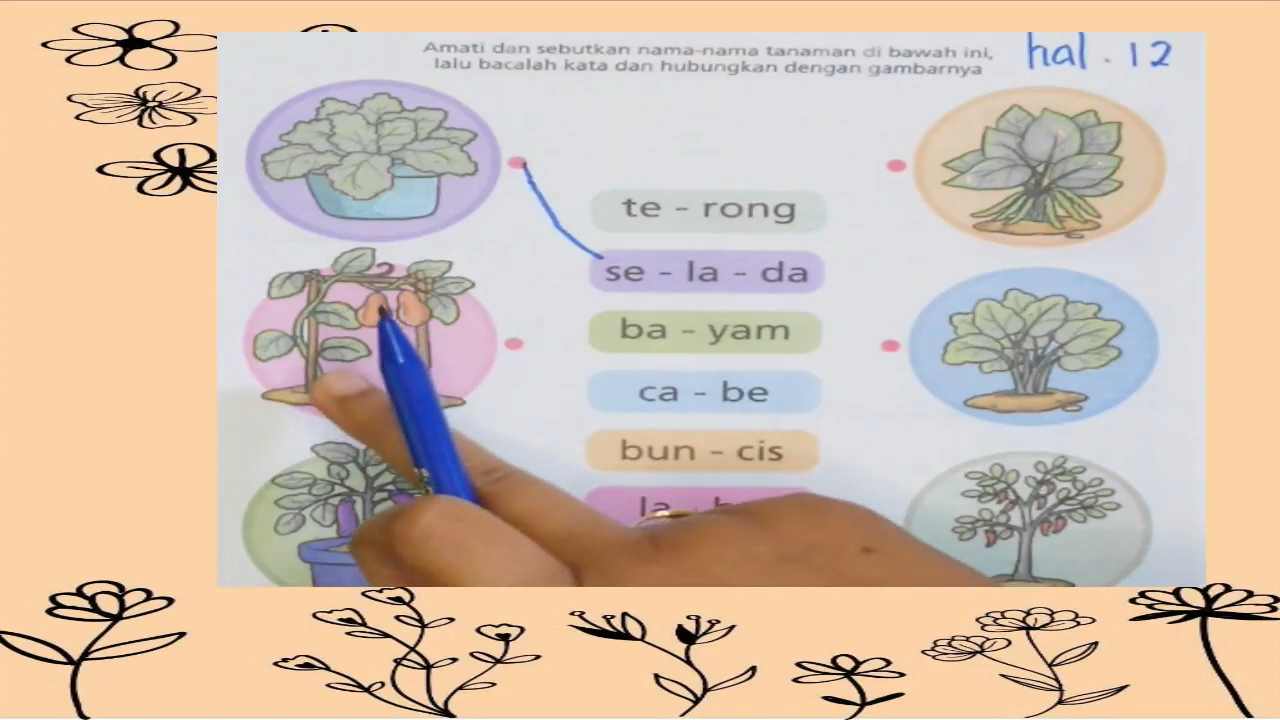 Amati dan sebutkan nama-nama tanaman di bawah ini,
lalu bacalah kata dan hubungkan dengan gambarnya
hal . 12
te - rong
se - la - da
ba - yam
ca - be
bun - cis
la -